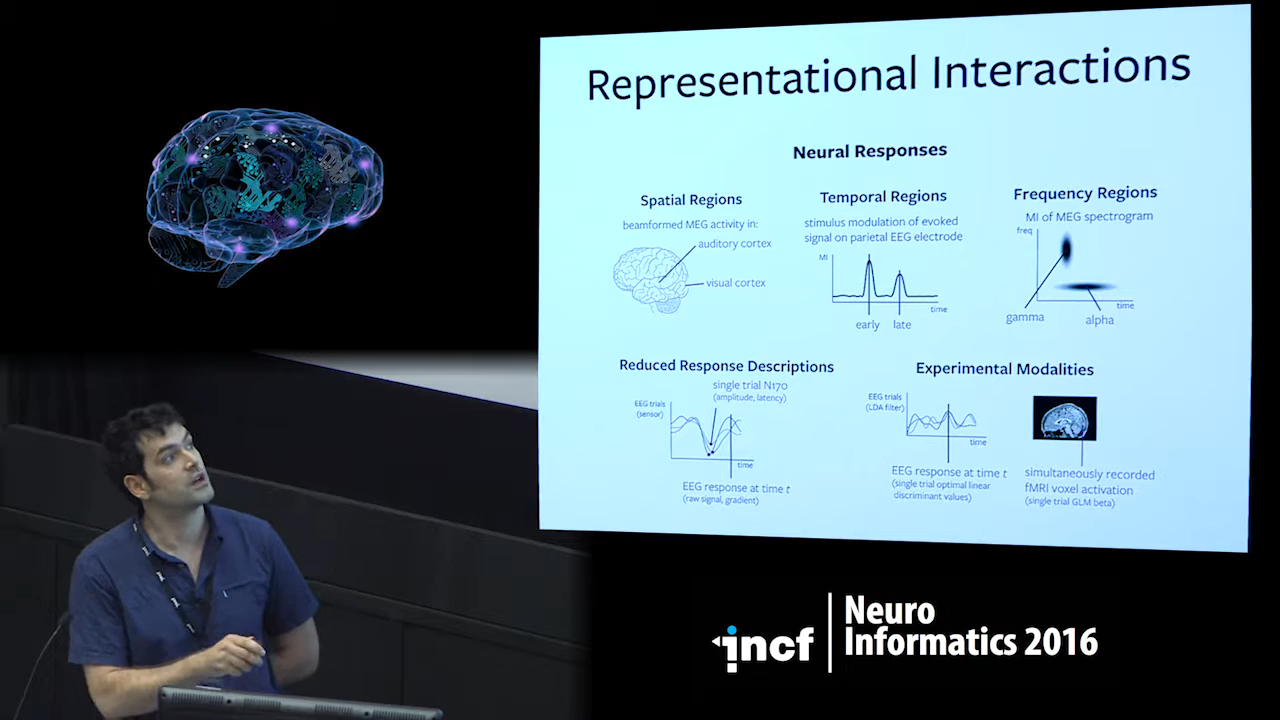 Representational Interactions
Neural Responses
Spatial Regions
beamformed MEG activity in:
auditory cortex
visual cortex
Temporal Regions
stimulus modulation of evoked
signal on parietal EEG electrode
MI
time
early
late
Frequency Regions
MI of MEG spectrogram
freq
time
gamma
alpha
Reduced Response Descriptions
single trial N170
(amplitude, latency)
EEG trials
(sensor)
time
EEG response at time t
(raw signal, gradient)
Experimental Modalities
EEG trials
(LDA filter)
time
EEG response at time t
(single trial optimal linear
discriminant values)
simultaneously recorded
fMRI voxel activation
(single trial GLM beta)
incf
Neuro
Informatics 2016